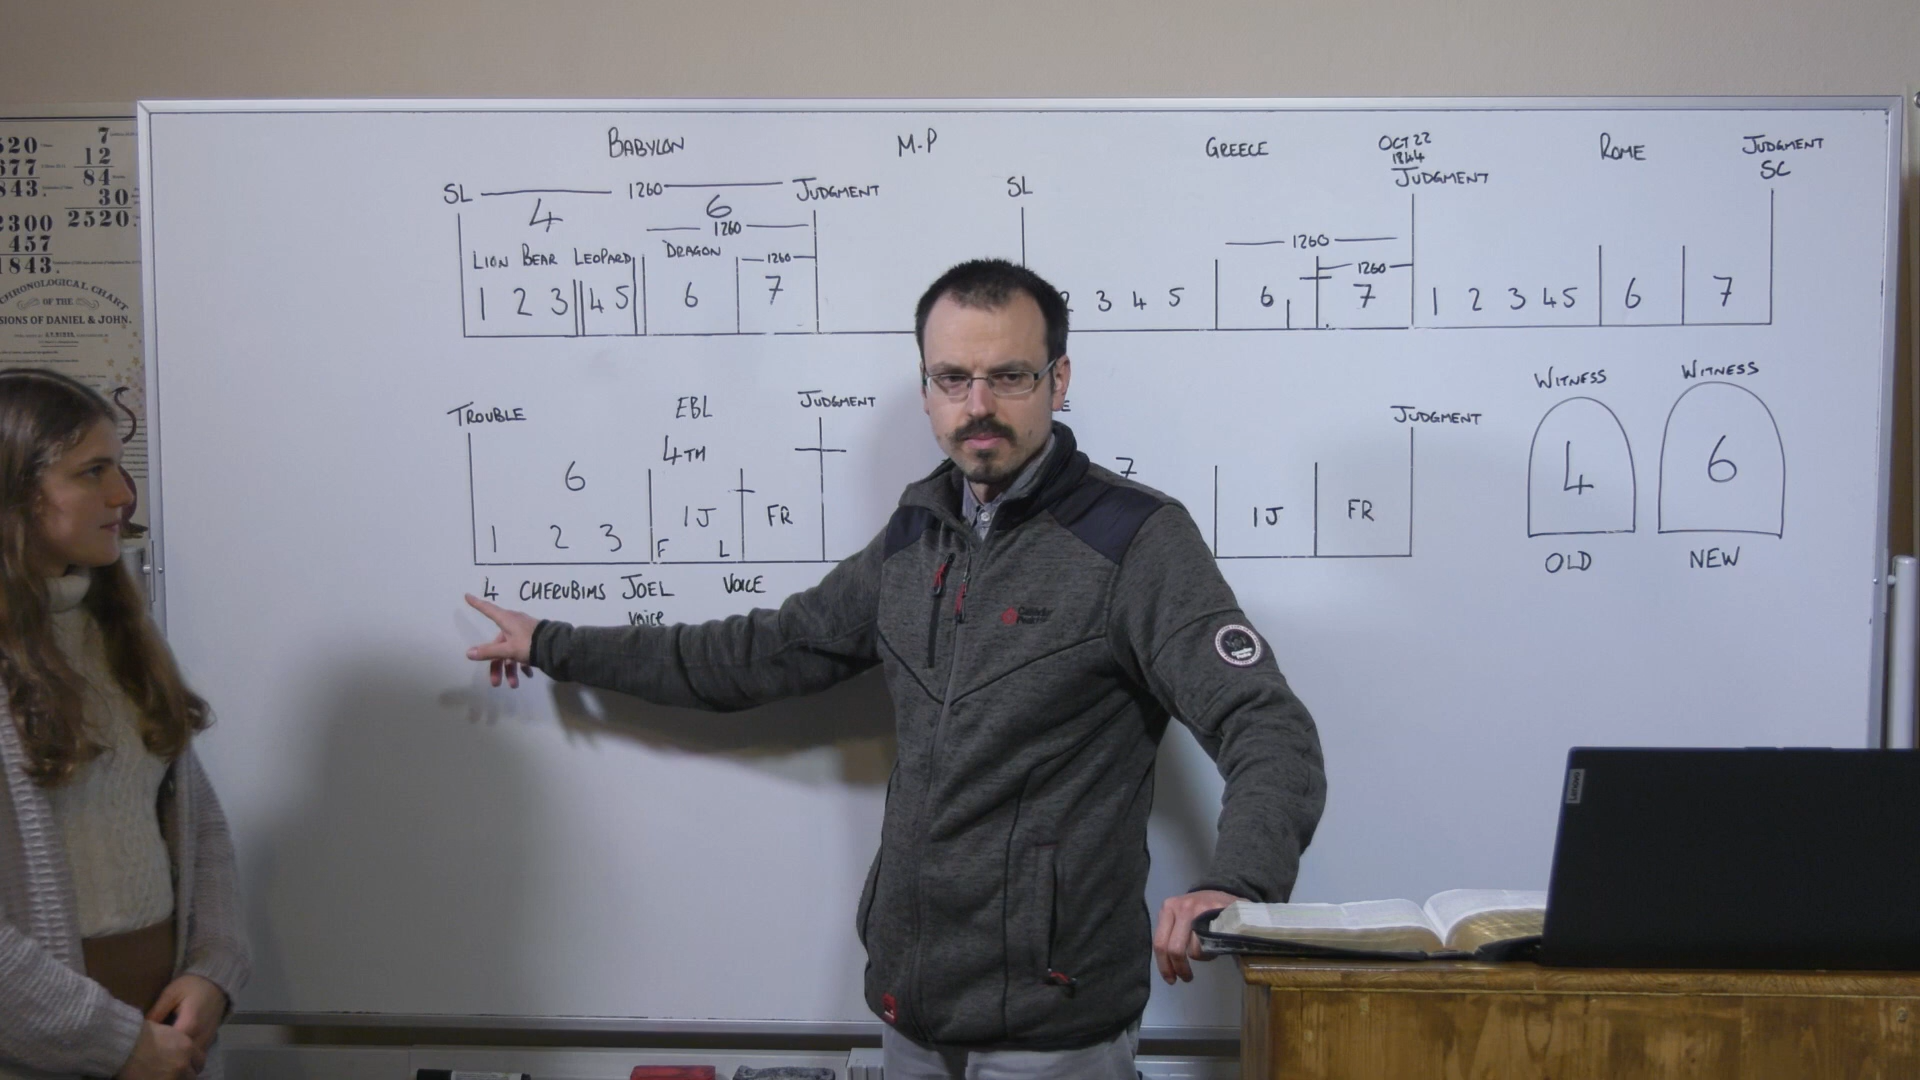 BABYLON M-P GREECE OCT 22 1844 ROME JUDGMENT SC
SL 1260 JUDGMENT SL JUDGMENT
4 6
1260 1260
LION BEAR LEOPARD DRAGON 1260 1260
1 2 3 4 5 6 7 2 3 4 5 6 7 1 2 3 4 5 6 7
TROUBLE EBL JUDGMENT E JUDGMENT WITNESS WITNESS
4TH
6 7 4 6
1 2 3 F 1J L FR 1J FR
OLD NEW
4 CHERUBIMS JOEL VOICE
VOICE
520 7
677 12
843. 84
30
2300 2520.
457
1843.
CHRONOLOGICAL CHART
OF THE
SIONS OF DANIEL & JOHN.
Lenovo